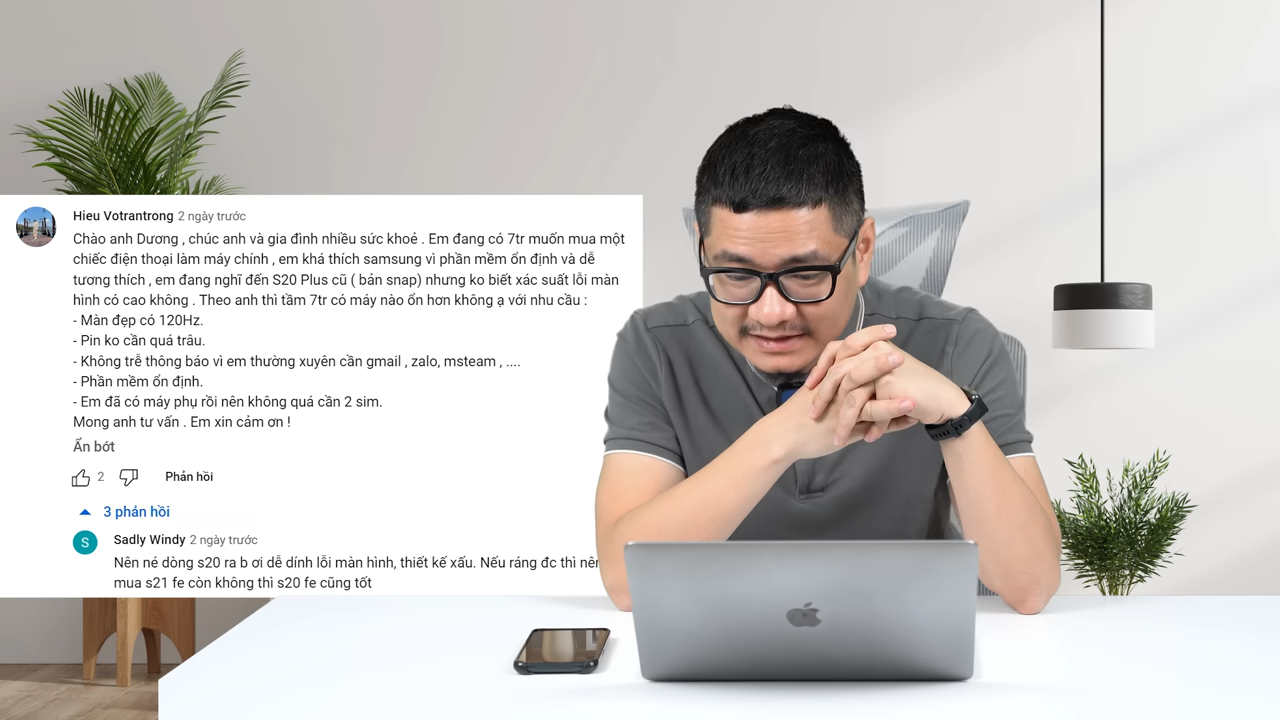 Hieu Votrantrong 2 ngày trước
Chào anh Dương , chúc anh và gia đình nhiều sức khoẻ . Em đang có 7tr muốn mua một
chiếc điện thoại làm máy chính , em khá thích samsung vì phần mềm ổn định và dễ
tương thích , em đang nghĩ đến S20 Plus cũ ( bản snap) nhưng ko biết xác suất lỗi màn
hình có cao không . Theo anh thì tầm 7tr có máy nào ổn hơn không ạ với nhu cầu :
- Màn đẹp có 120Hz.
- Pin ko cần quá trâu.
- Không trễ thông báo vì em thường xuyên cần gmail , zalo, msteam , ....
- Phần mềm ổn định.
- Em đã có máy phụ rồi nên không quá cần 2 sim.
Mong anh tư vấn . Em xin cảm ơn !
Ẩn bớt
2 Phản hồi
3 phản hồi
S
Sadly Windy 2 ngày trước
Nên né dòng s20 ra b ơi dễ dính lỗi màn hình, thiết kế xấu. Nếu ráng đc thì nên
mua s21 fe còn không thì s20 fe cũng tốt